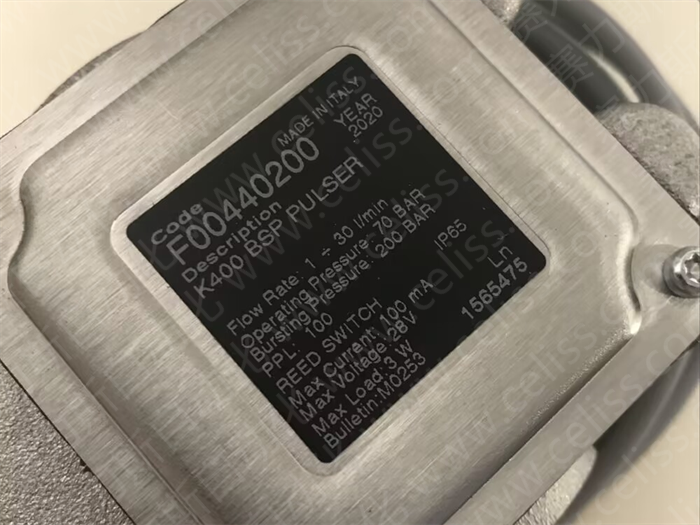 MADE IN ITALY
Code YEAR
F00440200 2020
Description
K400 BSP PULSER
Flow Rate: 1 ÷ 30 l/min
Operating Pressure: 70 BAR
Bursting Pressure: 200 BAR
PPL: 100 IP65
REED SWITCH
Max Current: 100 mA Ln
Max Voltage: 28V 1565475
Max Load: 3 W
Bulletin: M0253
www.celiss.com